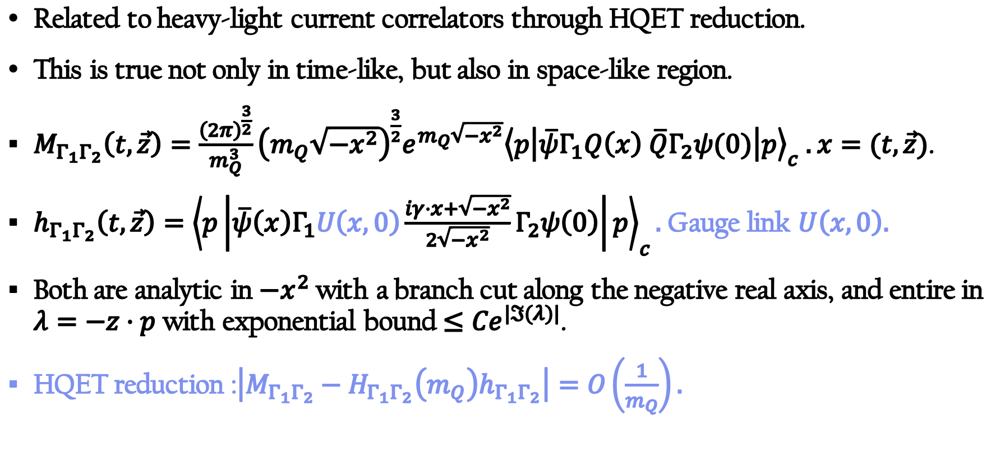 • Related to heavy-light current correlators through HQET reduction.
• This is true not only in time-like, but also in space-like region.
▪ $M_{\Gamma_1\Gamma_2}(t,\vec{z}) = \frac{(2\pi)^{\frac{3}{2}}}{m_Q^3}\left(m_Q\sqrt{-x^2}\right)^{\frac{3}{2}} e^{m_Q\sqrt{-x^2}}\langle p|\bar{\psi}\Gamma_1 Q(x)\ \bar{Q}\Gamma_2\psi(0)|p\rangle_c . x = (t,\vec{z}).$
▪ $h_{\Gamma_1\Gamma_2}(t,\vec{z}) = \left\langle p\left|\bar{\psi}(x)\Gamma_1 U(x,0)\frac{i\gamma\cdot x+\sqrt{-x^2}}{2\sqrt{-x^2}}\Gamma_2\psi(0)\right|p\right\rangle_c$ . Gauge link $U(x,0)$.
▪ Both are analytic in $-x^2$ with a branch cut along the negative real axis, and entire in
$\lambda = -z \cdot p$ with exponential bound $\leq Ce^{|\Im(\lambda)|}$.
▪ HQET reduction :$\left|M_{\Gamma_1\Gamma_2} - H_{\Gamma_1\Gamma_2}(m_Q)h_{\Gamma_1\Gamma_2}\right| = O\left(\frac{1}{m_Q}\right).$